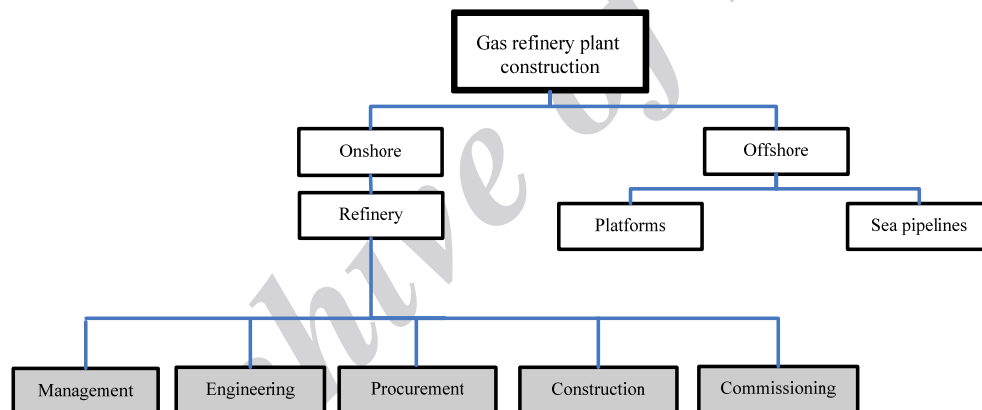 Gas refinery plant
construction
Onshore
Offshore
Refinery
Platforms
Sea pipelines
Management
Engineering
Procurement
Construction
Commissioning